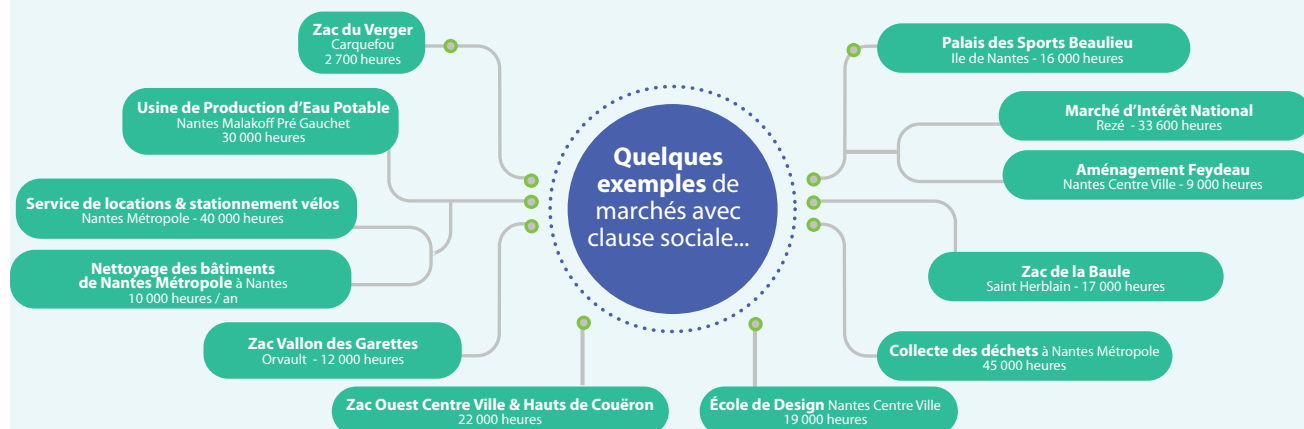 Quelques
exemples de
marchés avec
clause sociale...
Zac du Verger
Carquefou
2 700 heures
Usine de Production d'Eau Potable
Nantes Malakoff Pré Gauchet
30 000 heures
Service de locations & stationnement vélos
Nantes Métropole - 40 000 heures
Nettoyage des bâtiments
de Nantes Métropole à Nantes
10 000 heures / an
Zac Vallon des Garettes
Orvault - 12 000 heures
Zac Ouest Centre Ville & Hauts de Couëron
22 000 heures
École de Design Nantes Centre Ville
19 000 heures
Collecte des déchets à Nantes Métropole
45 000 heures
Zac de la Baule
Saint Herblain - 17 000 heures
Aménagement Feydeau
Nantes Centre Ville - 9 000 heures
Marché d'Intérêt National
Rezé - 33 600 heures
Palais des Sports Beaulieu
Ile de Nantes - 16 000 heures